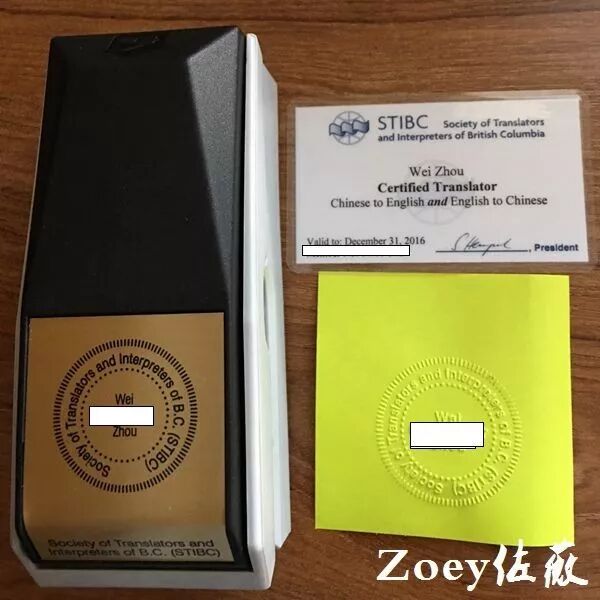 STIBC Society of Translators
and Interpreters of British Columbia
Wei Zhou
Certified Translator
Chinese to English and English to Chinese
Valid to: December 31, 2016
, President
Society of Translators and Interpreters of B.C. (STIBC)
Wei
Zhou
Society of Translators and
Interpreters of B.C. (STIBC)
Society of Translators and Interpreters of B.C. (STIBC)
Wei
Zoey佐薇